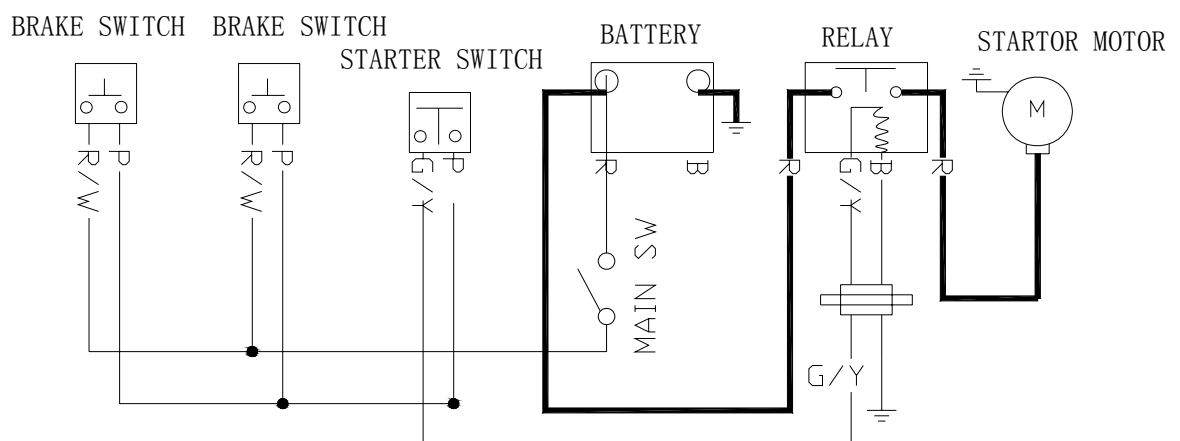 BRAKE SWITCH
BRAKE SWITCH
STARTER SWITCH
BATTERY
RELAY
STARTOR MOTOR
M
R/W
P
R/W
P
G/Y
P
R
B
R
G/Y
B
R
MAIN SW
G/Y